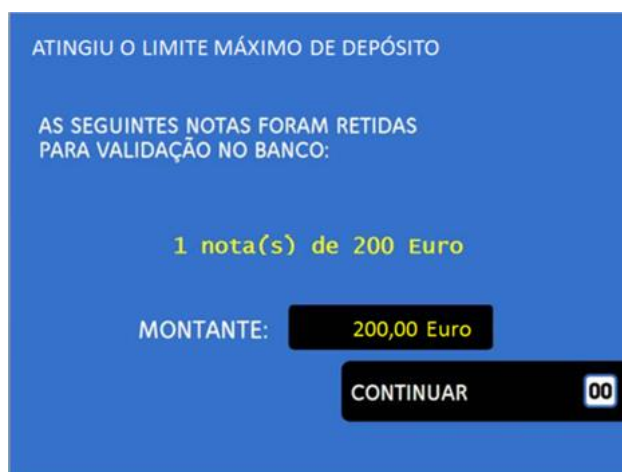 ATINGIU O LIMITE MÁXIMO DE DEPÓSITO
AS SEGUINTES NOTAS FORAM RETIDAS
PARA VALIDAÇÃO NO BANCO:
1 nota(s) de 200 Euro
MONTANTE: 200,00 Euro
CONTINUAR 00